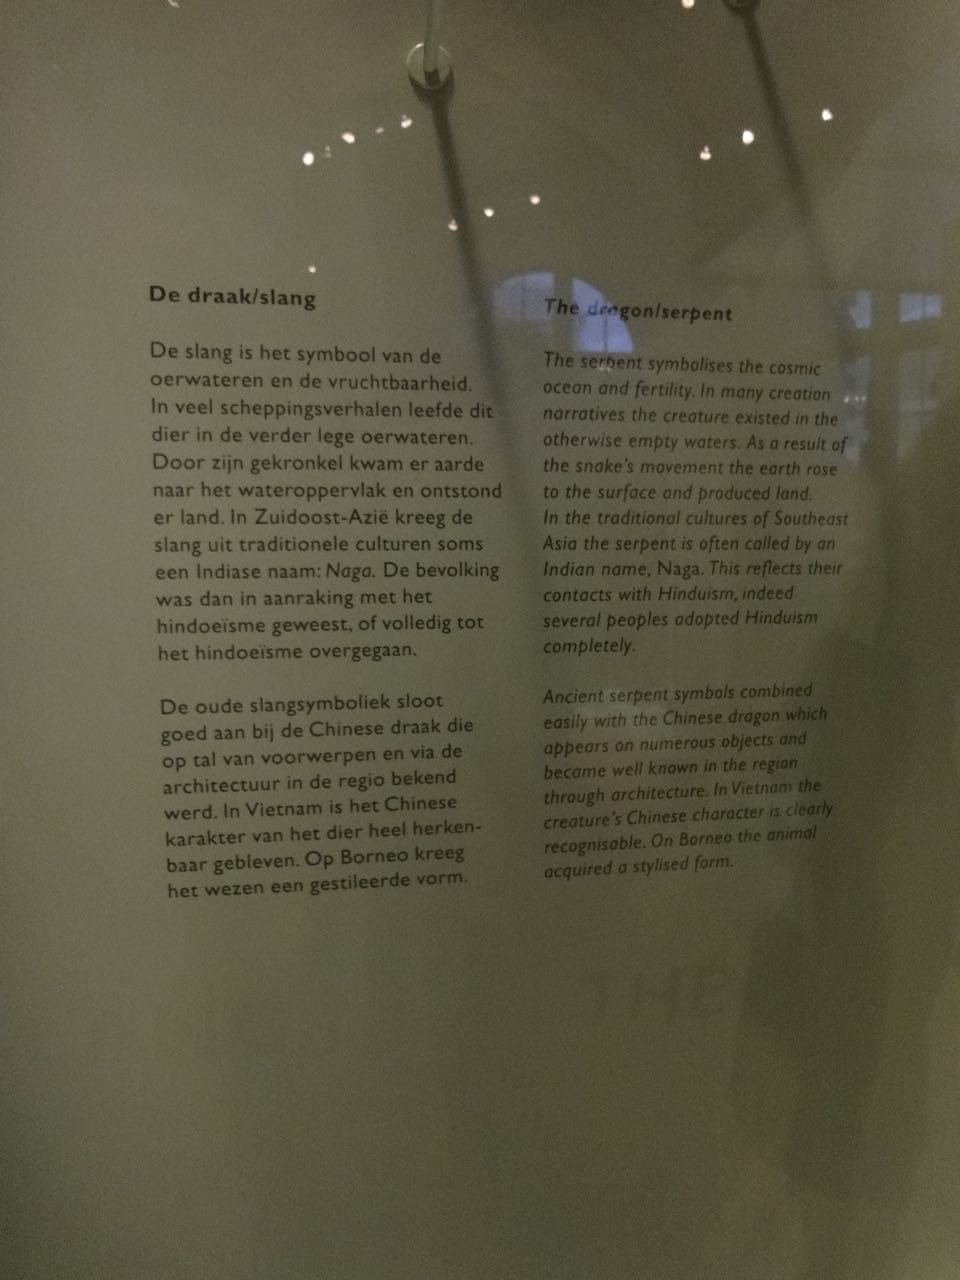 De draak/slang
De slang is het symbool van de
oerwateren en de vruchtbaarheid.
In veel scheppingsverhalen leefde dit
dier in de verder lege oerwateren.
Door zijn gekronkel kwam er aarde
naar het wateroppervlak en ontstond
er land. In Zuidoost-Azië kreeg de
slang uit traditionele culturen soms
een Indiase naam: Naga. De bevolking
was dan in aanraking met het
hindoeïsme geweest, of volledig tot
het hindoeïsme overgegaan.
De oude slangsymboliek sloot
goed aan bij de Chinese draak die
op tal van voorwerpen en via de
architectuur in de regio bekend
werd. In Vietnam is het Chinese
karakter van het dier heel herken-
baar gebleven. Op Borneo kreeg
het wezen een gestileerde vorm.
The dragon/serpent
The serpent symbolises the cosmic
ocean and fertility. In many creation
narratives the creature existed in the
otherwise empty waters. As a result of
the snake's movement the earth rose
to the surface and produced land.
In the traditional cultures of Southeast
Asia the serpent is often called by an
Indian name, Naga. This reflects their
contacts with Hinduism, indeed
several peoples adopted Hinduism
completely.
Ancient serpent symbols combined
easily with the Chinese dragon which
appears on numerous objects and
became well known in the region
through architecture. In Vietnam the
creature's Chinese character is clearly
recognisable. On Borneo the animal
acquired a stylised form.
THE